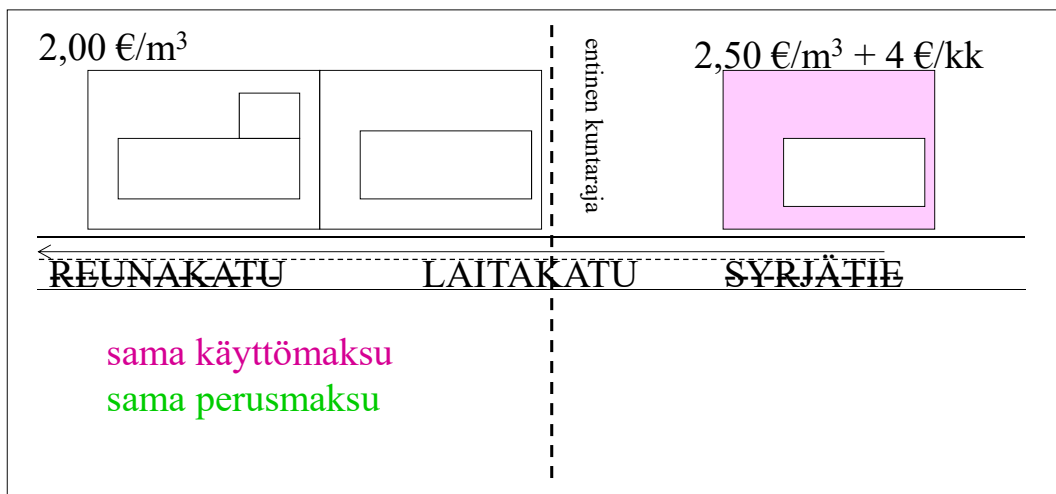 2,00 €/m³
entinen kuntaraja
2,50 €/m³ + 4 €/kk
REUNAKATU
LAITAKATU
SYRJÄTIE
sama käyttömaksu
sama perusmaksu